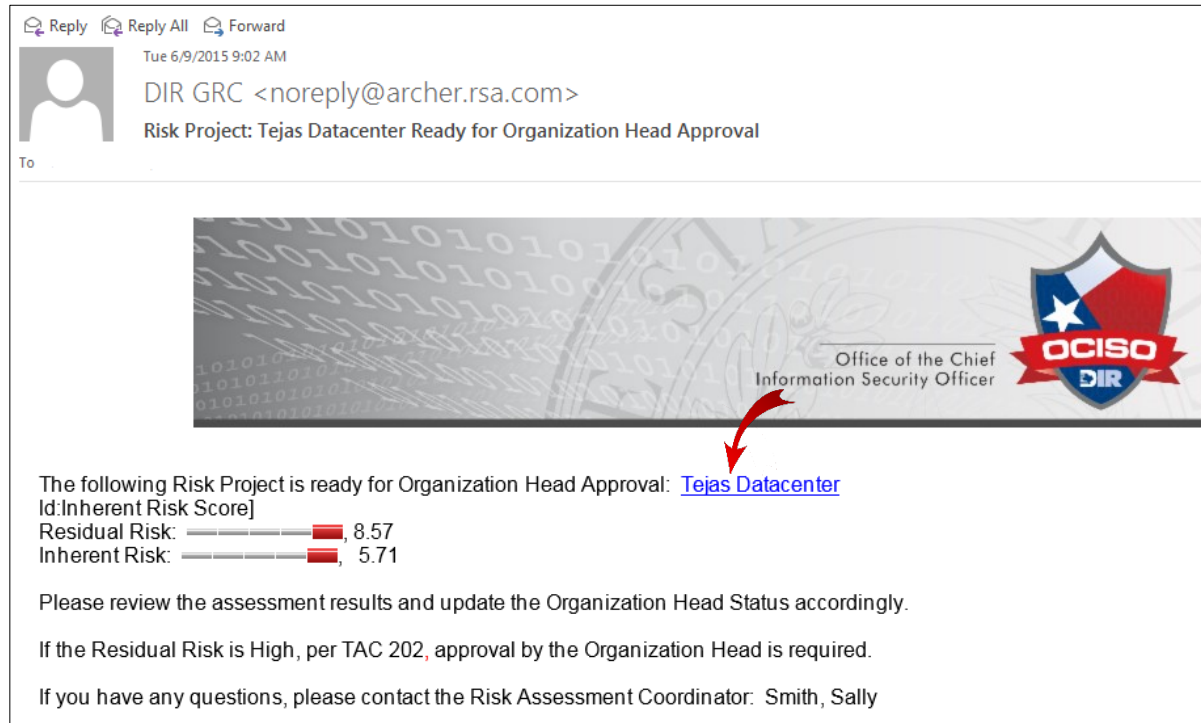 Reply Reply All Forward
Tue 6/9/2015 9:02 AM
DIR GRC <noreply@archer.rsa.com>
Risk Project: Tejas Datacenter Ready for Organization Head Approval
To
Office of the Chief
Information Security Officer
OCISO
DIR
The following Risk Project is ready for Organization Head Approval: Tejas Datacenter
Id:Inherent Risk Score]
Residual Risk: , 8.57
Inherent Risk: , 5.71
Please review the assessment results and update the Organization Head Status accordingly.
If the Residual Risk is High, per TAC 202, approval by the Organization Head is required.
If you have any questions, please contact the Risk Assessment Coordinator: Smith, Sally